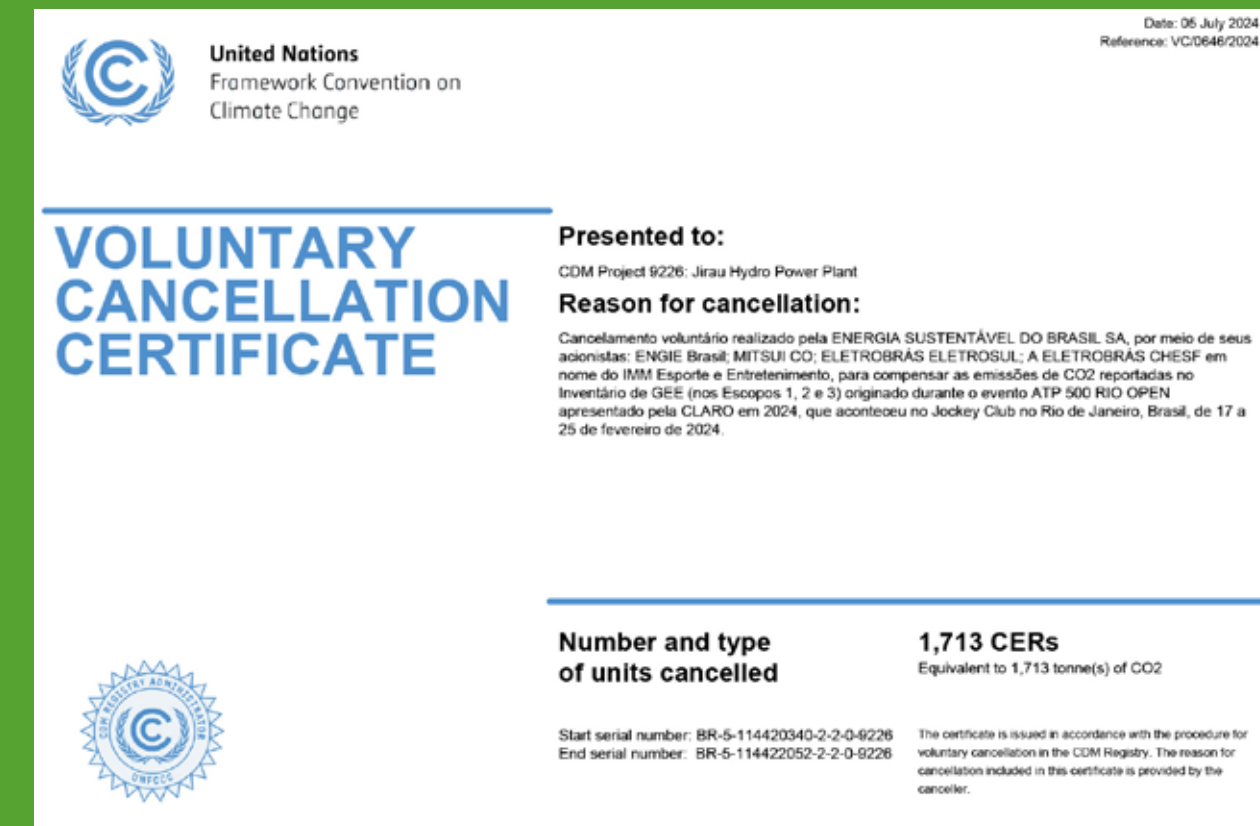 Date: 05 July 2024
Reference: VC/0646/2024
United Nations
Framework Convention on
Climate Change
VOLUNTARY
CANCELLATION
CERTIFICATE
Presented to:
CDM Project 9226: Jirau Hydro Power Plant
Reason for cancellation:
Cancelamento voluntário realizado pela ENERGIA SUSTENTÁVEL DO BRASIL SA, por meio de seus
acionistas: ENGIE Brasil; MITSUI CO; ELETROBRÁS ELETROSUL; A ELETROBRÁS CHESF em
nome do IMM Esporte e Entretenimento, para compensar as emissões de CO2 reportadas no
Inventário de GEE (nos Escopos 1, 2 e 3) originado durante o evento ATP 500 RIO OPEN
apresentado pela CLARO em 2024, que aconteceu no Jockey Club no Rio de Janeiro, Brasil, de 17 a
25 de fevereiro de 2024.
Number and type
of units cancelled
1,713 CERs
Equivalent to 1,713 tonne(s) of CO2
Start serial number: BR-5-114420340-2-2-0-9226
End serial number: BR-5-114422052-2-2-0-9226
The certificate is issued in accordance with the procedure for
voluntary cancellation in the CDM Registry. The reason for
cancellation included in this certificate is provided by the
canceller.
CDM REGISTRY ADMINISTRATOR
UNFCCC